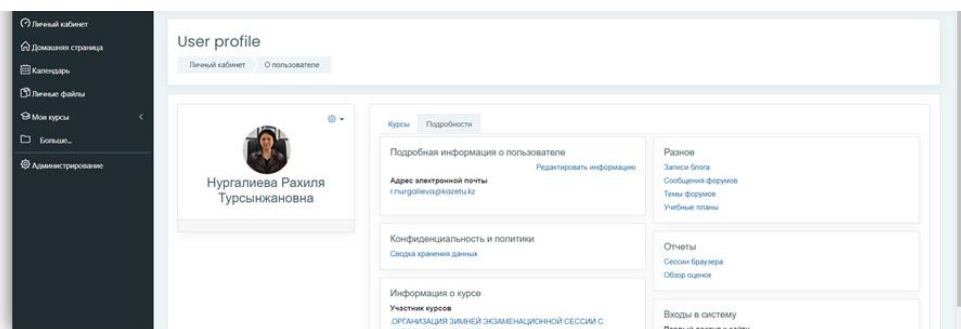 Личный кабинет
Домашняя страница
Календарь
Личные файлы
Мои курсы
Больше...
Администрирование
User profile
Личный кабинет
О пользователе
Нургалиева Рахиля
Турсынжановна
Курсы
Подробности
Подробная информация о пользователе
Редактировать информацию
Адрес электронной почты
r.nurgalieva@kazetu.kz
Конфиденциальность и политики
Сводка хранения данных
Информация о курсе
Участник курсов
.ОРГАНИЗАЦИЯ ЗИМНЕЙ ЭКЗАМЕНАЦИОННОЙ СЕССИИ С
Разное
Записи блога
Сообщения форумов
Темы форумов
Учебные планы
Отчеты
Сессии браузера
Обзор оценок
Входы в систему